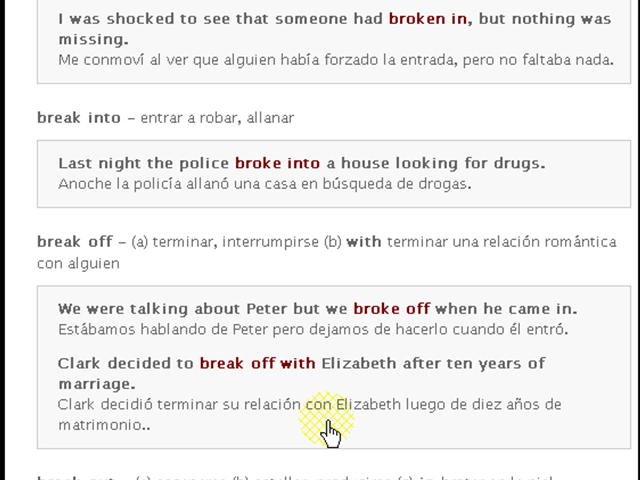 I was shocked to see that someone had broken in, but nothing was
missing.
Me conmoví al ver que alguien había forzado la entrada, pero no faltaba nada.
break into – entrar a robar, allanar
Last night the police broke into a house looking for drugs.
Anoche la policía allanó una casa en búsqueda de drogas.
break off – (a) terminar, interrumpirse (b) with terminar una relación romántica
con alguien
We were talking about Peter but we broke off when he came in.
Estábamos hablando de Peter pero dejamos de hacerlo cuando él entró.
Clark decided to break off with Elizabeth after ten years of
marriage.
Clark decidió terminar su relación con Elizabeth luego de diez años de
matrimonio..